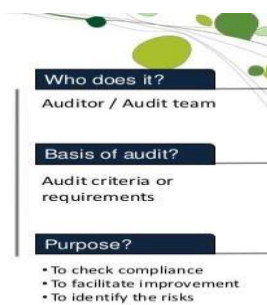 Who does it?
Auditor / Audit team
Basis of audit?
Audit criteria or
requirements
Purpose?
• To check compliance
• To facilitate improvement
• To identify the risks